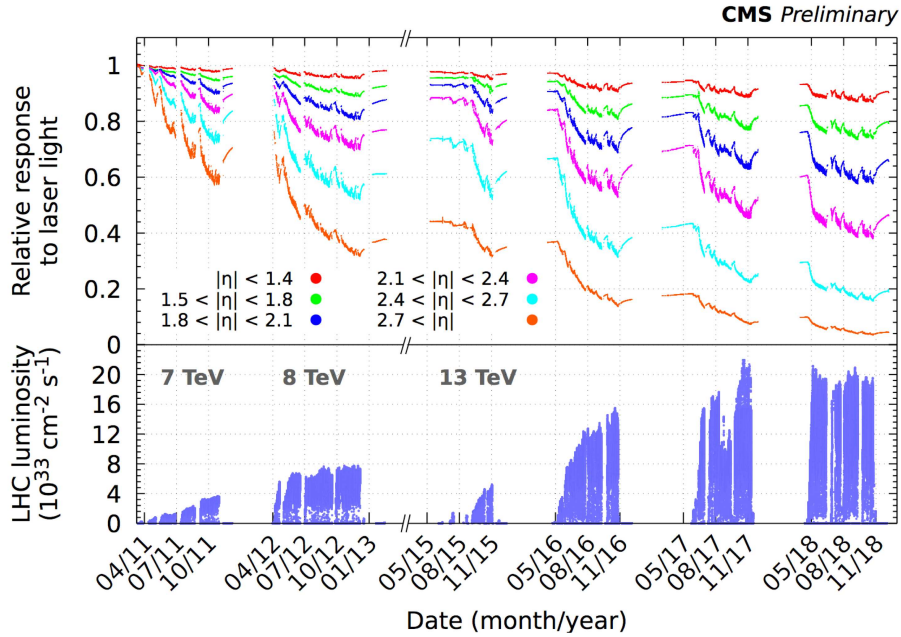 CMS Preliminary
Relative response
to laser light
1
0.8
0.6
0.4
0.2
0
|η| < 1.4
1.5 < |η| < 1.8
1.8 < |η| < 2.1
2.1 < |η| < 2.4
2.4 < |η| < 2.7
2.7 < |η|
LHC luminosity
(10³³ cm⁻² s⁻¹)
20
16
12
8
4
0
7 TeV
8 TeV
13 TeV
04/11
07/11
10/11
04/12
07/12
10/12
01/13
05/15
08/15
11/15
05/16
08/16
11/16
05/17
08/17
11/17
05/18
08/18
11/18
Date (month/year)